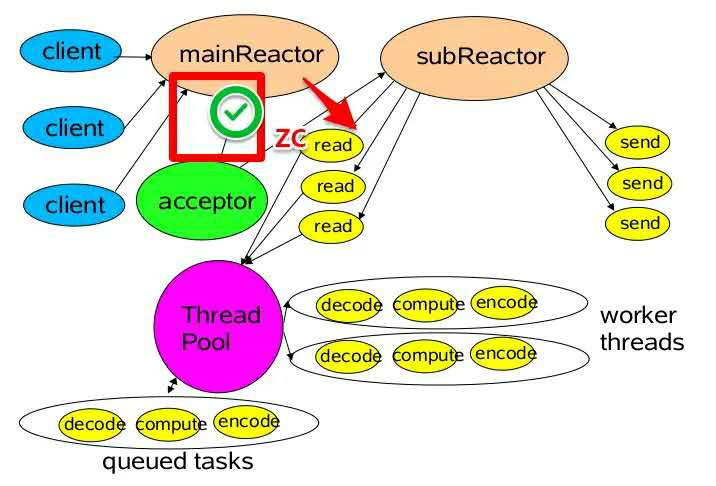 client
mainReactor
subReactor
client
ZC
read
send
client
acceptor
read
send
read
send
Thread
Pool
decode
compute
encode
worker
threads
decode
compute
encode
decode
compute
encode
queued tasks